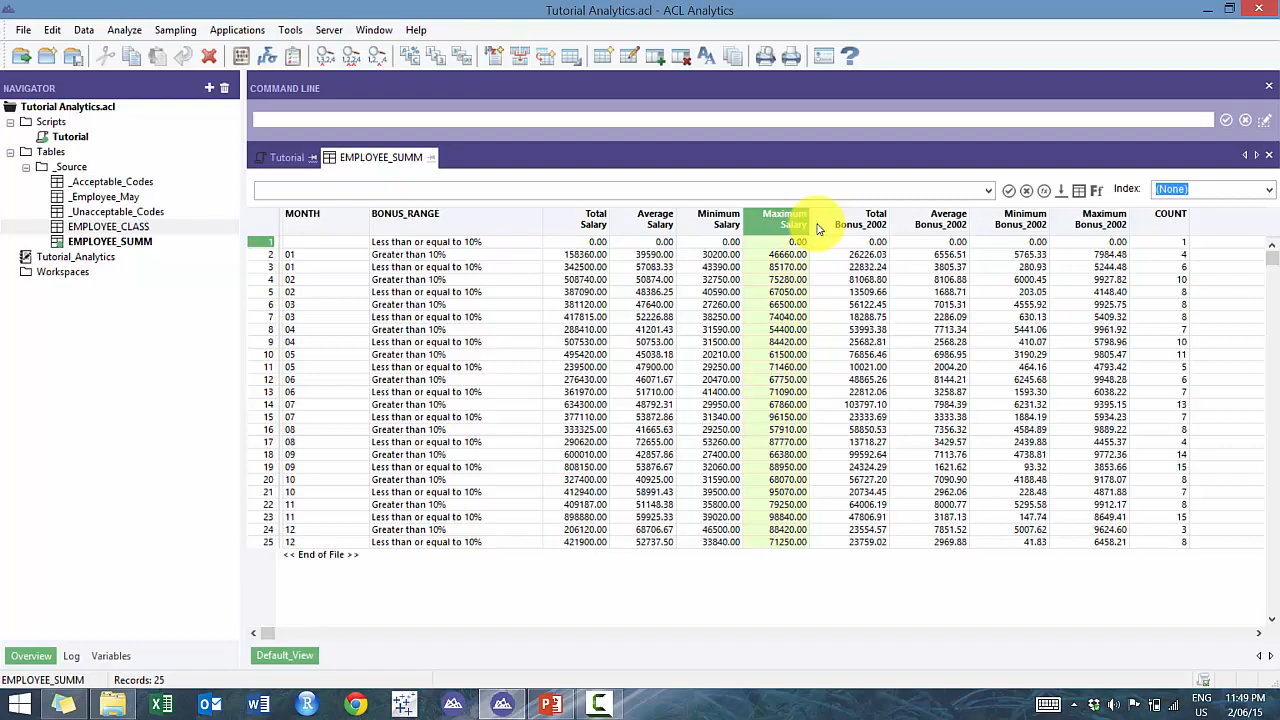 Tutorial Analytics.acl - ACL Analytics
File Edit Data Analyze Sampling Applications Tools Server Window Help
NAVIGATOR
Tutorial Analytics.acl
Scripts
Tutorial
Tables
_Source
_Acceptable_Codes
_Employee_May
_Unacceptable_Codes
EMPLOYEE_CLASS
EMPLOYEE_SUMM
Tutorial_Analytics
Workspaces
Overview Log Variables
COMMAND LINE
Tutorial EMPLOYEE_SUMM
Ff Index: (None)
MONTH BONUS_RANGE Total Salary Average Salary Minimum Salary Maximum Salary Total Bonus_2002 Average Bonus_2002 Minimum Bonus_2002 Maximum Bonus_2002 COUNT
1 Less than or equal to 10% 0.00 0.00 0.00 0.00 0.00 0.00 0.00 0.00 1
2 01 Greater than 10% 158360.00 39590.00 30200.00 46660.00 26226.03 6556.51 5765.33 7984.48 4
3 01 Less than or equal to 10% 342500.00 57083.33 43390.00 85170.00 22832.24 3805.37 280.93 5244.48 6
4 02 Greater than 10% 508740.00 50874.00 32750.00 75280.00 81068.80 8106.88 6000.45 9927.82 10
5 02 Less than or equal to 10% 387090.00 48386.25 40590.00 67050.00 13509.66 1688.71 203.05 4148.40 8
6 03 Greater than 10% 381120.00 47640.00 27260.00 66500.00 56122.45 7015.31 4555.92 9925.75 8
7 03 Less than or equal to 10% 417815.00 52226.88 38250.00 74040.00 18288.75 2286.09 630.13 5409.32 8
8 04 Greater than 10% 288410.00 41201.43 31590.00 54400.00 53993.38 7713.34 5441.06 9961.92 7
9 04 Less than or equal to 10% 507530.00 50753.00 31500.00 84420.00 25682.81 2568.28 410.07 5798.96 10
10 05 Greater than 10% 495420.00 45038.18 20210.00 61500.00 76856.46 6986.95 3190.29 9805.47 11
11 05 Less than or equal to 10% 239500.00 47900.00 29250.00 71460.00 10021.00 2004.20 464.16 4793.42 5
12 06 Greater than 10% 276430.00 46071.67 20470.00 67750.00 48865.26 8144.21 6245.68 9948.28 6
13 06 Less than or equal to 10% 361970.00 51710.00 41400.00 71090.00 22812.06 3258.87 1593.30 6038.22 7
14 07 Greater than 10% 634300.00 48792.31 29950.00 67860.00 103797.10 7984.39 6231.32 9395.15 13
15 07 Less than or equal to 10% 377110.00 53872.86 31340.00 96150.00 23333.69 3333.38 1884.19 5934.23 7
16 08 Greater than 10% 333325.00 41665.63 29250.00 57910.00 58850.53 7356.32 4584.89 9889.22 8
17 08 Less than or equal to 10% 290620.00 72655.00 53260.00 87770.00 13718.27 3429.57 2439.88 4455.37 4
18 09 Greater than 10% 600010.00 42857.86 27400.00 66380.00 99592.64 7113.76 4738.81 9772.36 14
19 09 Less than or equal to 10% 808150.00 53876.67 32060.00 88950.00 24324.29 1621.62 93.32 3853.66 15
20 10 Greater than 10% 327400.00 40925.00 31590.00 68070.00 56727.20 7090.90 4188.48 9178.07 8
21 10 Less than or equal to 10% 412940.00 58991.43 39500.00 95070.00 20734.45 2962.06 228.48 4871.88 7
22 11 Greater than 10% 409187.00 51148.38 35800.00 79250.00 64006.19 8000.77 5295.58 9912.17 8
23 11 Less than or equal to 10% 898880.00 59925.33 39020.00 98840.00 47806.91 3187.13 147.74 8649.41 15
24 12 Greater than 10% 206120.00 68706.67 46500.00 88420.00 23554.57 7851.52 5007.62 9624.60 3
25 12 Less than or equal to 10% 421900.00 52737.50 33840.00 71250.00 23759.02 2969.88 41.83 6458.21 8
<< End of File >>
Default_View
EMPLOYEE_SUMM Records: 25
ENG 11:49 PM
US 2/06/15